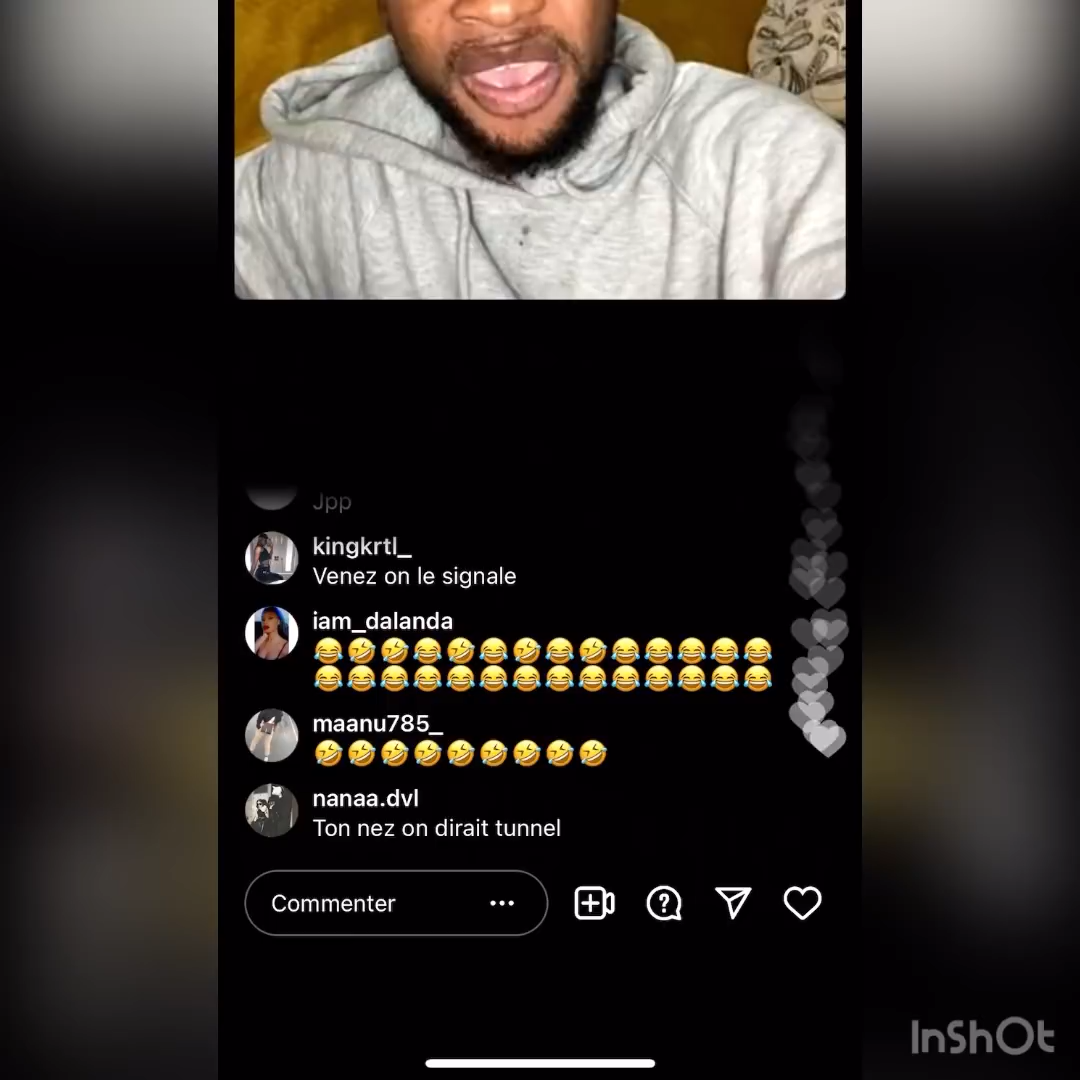 Jpp
kingkrtl_
Venez on le signale
iam_dalanda
😂🤣🤣😂🤣😂🤣😂🤣😂😂😂😂😂
😂😂😂😂😂😂😂😂😂😂😂😂😂😂
maanu785_
🤣🤣🤣🤣🤣🤣🤣🤣🤣
nanaa.dvl
Ton nez on dirait tunnel
Commenter
InShOt